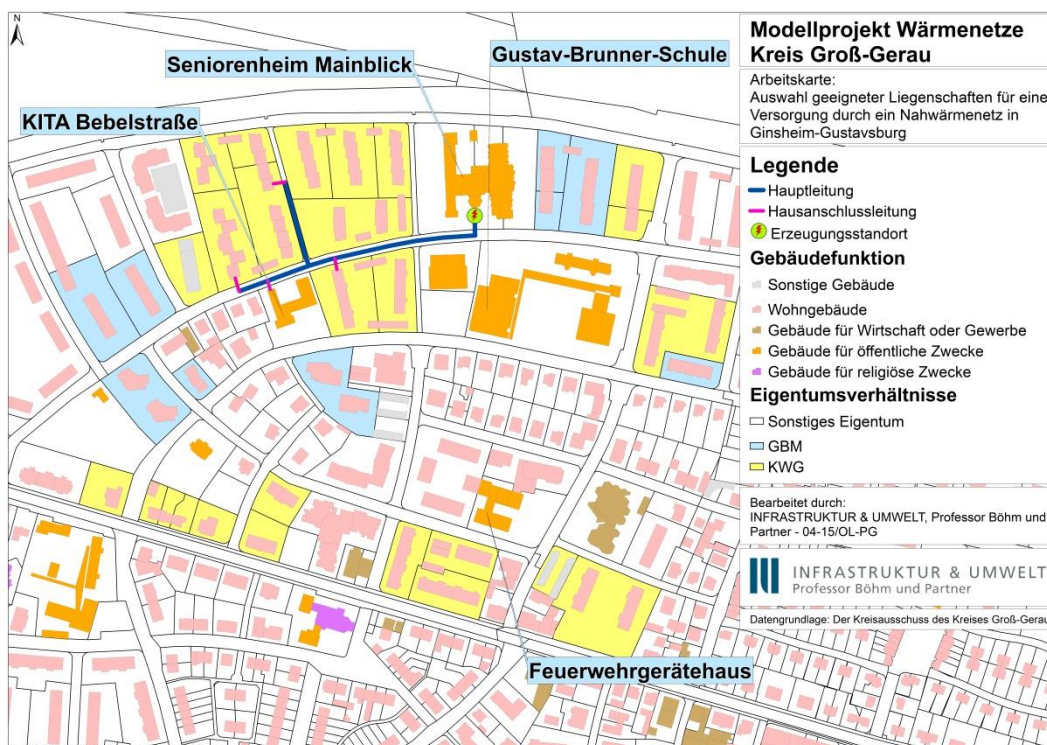 N
Seniorenheim Mainblick
Gustav-Brunner-Schule
KITA Bebelstraße
Feuerwehrgerätehaus
Modellprojekt Wärmenetze
Kreis Groß-Gerau
Arbeitskarte:
Auswahl geeigneter Liegenschaften für eine
Versorgung durch ein Nahwärmenetz in
Ginsheim-Gustavsburg
Legende
Hauptleitung
Hausanschlussleitung
Erzeugungsstandort
Gebäudefunktion
Sonstige Gebäude
Wohngebäude
Gebäude für Wirtschaft oder Gewerbe
Gebäude für öffentliche Zwecke
Gebäude für religiöse Zwecke
Eigentumsverhältnisse
Sonstiges Eigentum
GBM
KWG
Bearbeitet durch:
INFRASTRUKTUR & UMWELT, Professor Böhm und
Partner - 04-15/OL-PG
INFRASTRUKTUR & UMWELT
Professor Böhm und Partner
Datengrundlage: Der Kreisausschuss des Kreises Groß-Gerau